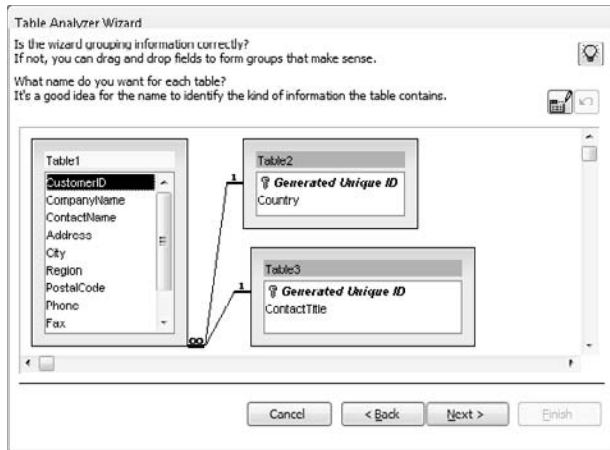 Table Analyzer Wizard
Is the wizard grouping information correctly?
If not, you can drag and drop fields to form groups that make sense.
What name do you want for each table?
It's a good idea for the name to identify the kind of information the table contains.
Table1
CustomerID
CompanyName
ContactName
Address
City
Region
PostalCode
Phone
Fax
1
Table2
Generated Unique ID
Country
1
Table3
Generated Unique ID
ContactTitle
∞
Cancel
< Back
Next >
Finish